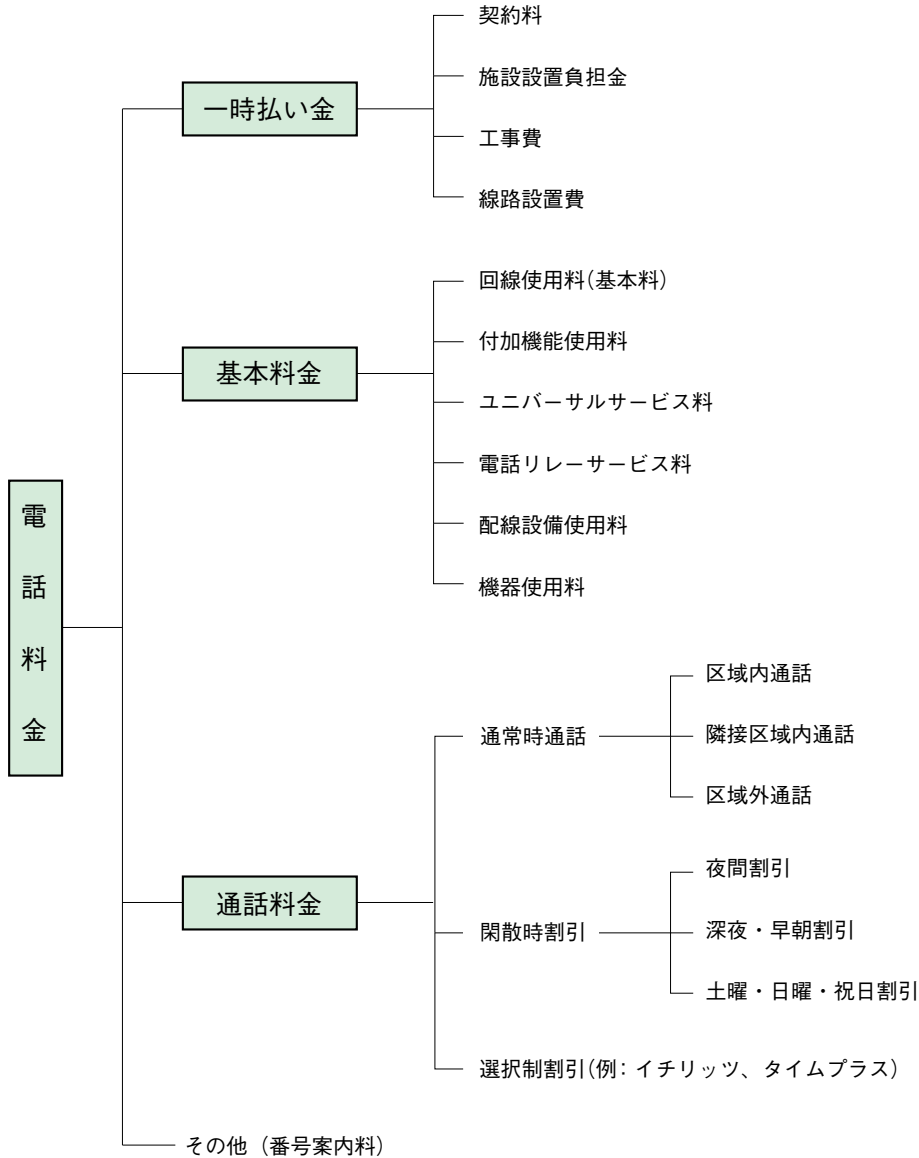 電話料金
一時払い金
契約料
施設設置負担金
工事費
線路設置費
基本料金
回線使用料(基本料)
付加機能使用料
ユニバーサルサービス料
電話リレーサービス料
配線設備使用料
機器使用料
通話料金
通常時通話
区域内通話
隣接区域内通話
区域外通話
閑散時割引
夜間割引
深夜・早朝割引
土曜・日曜・祝日割引
選択制割引(例：イチリッツ、タイムプラス)
その他（番号案内料）